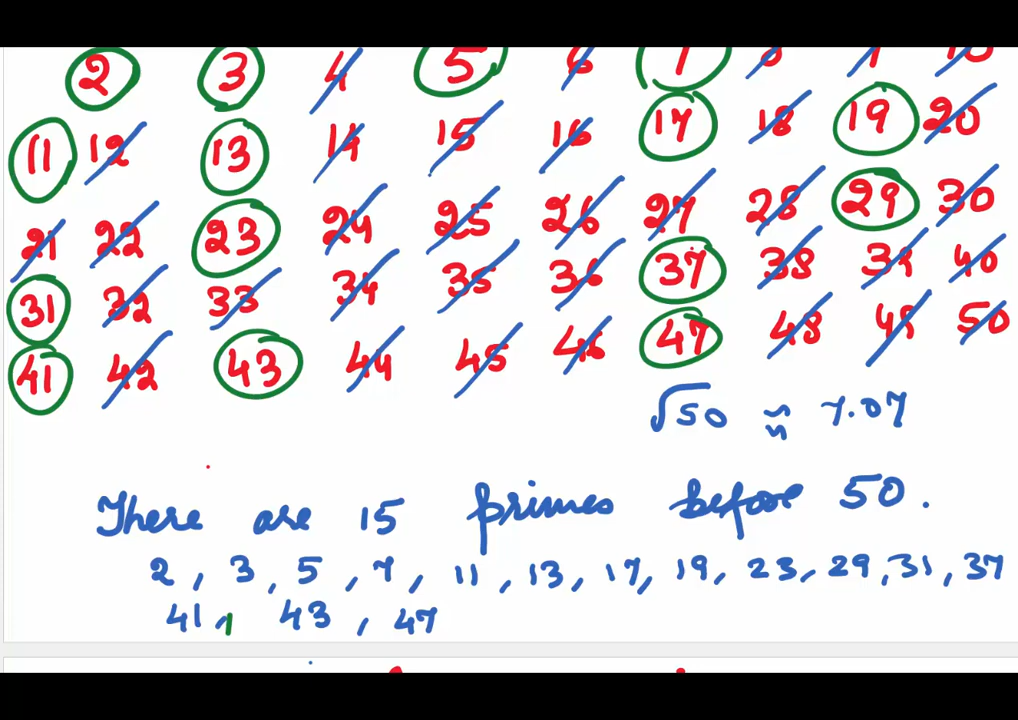 2 3 4 5 6 7 8 9 10
11 12 13 14 15 16 17 18 19 20
21 22 23 24 25 26 27 28 29 30
31 32 33 34 35 36 37 38 39 40
41 42 43 44 45 46 47 48 49 50
√50 ≈ 7.07
There are 15 primes before 50.
2, 3, 5, 7, 11, 13, 17, 19, 23, 29, 31, 37
41, 43, 47